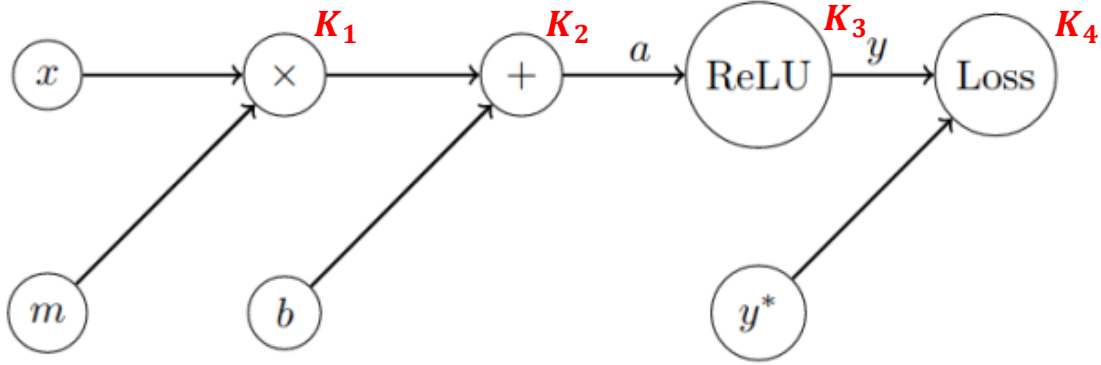 K₁ K₂ K₃ K₄
x × + a ReLU y Loss
m b y*